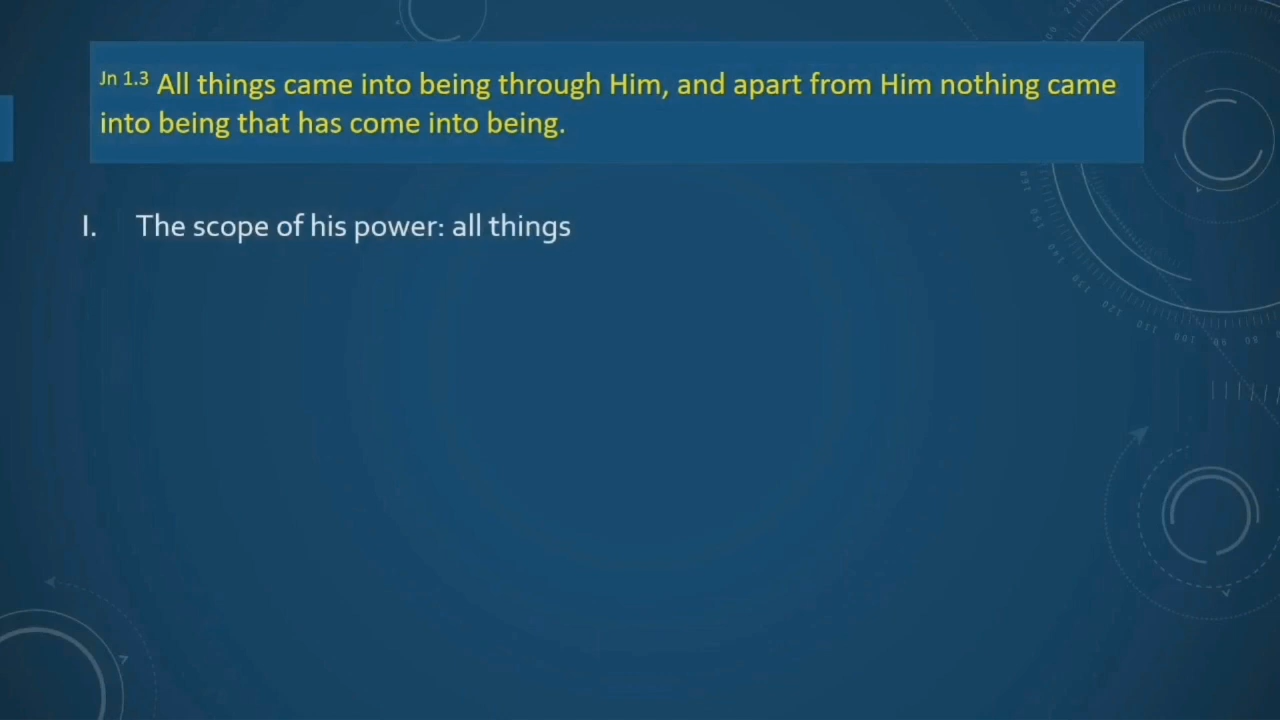 Jn 1.3 All things came into being through Him, and apart from Him nothing came
into being that has come into being.
I. The scope of his power: all things